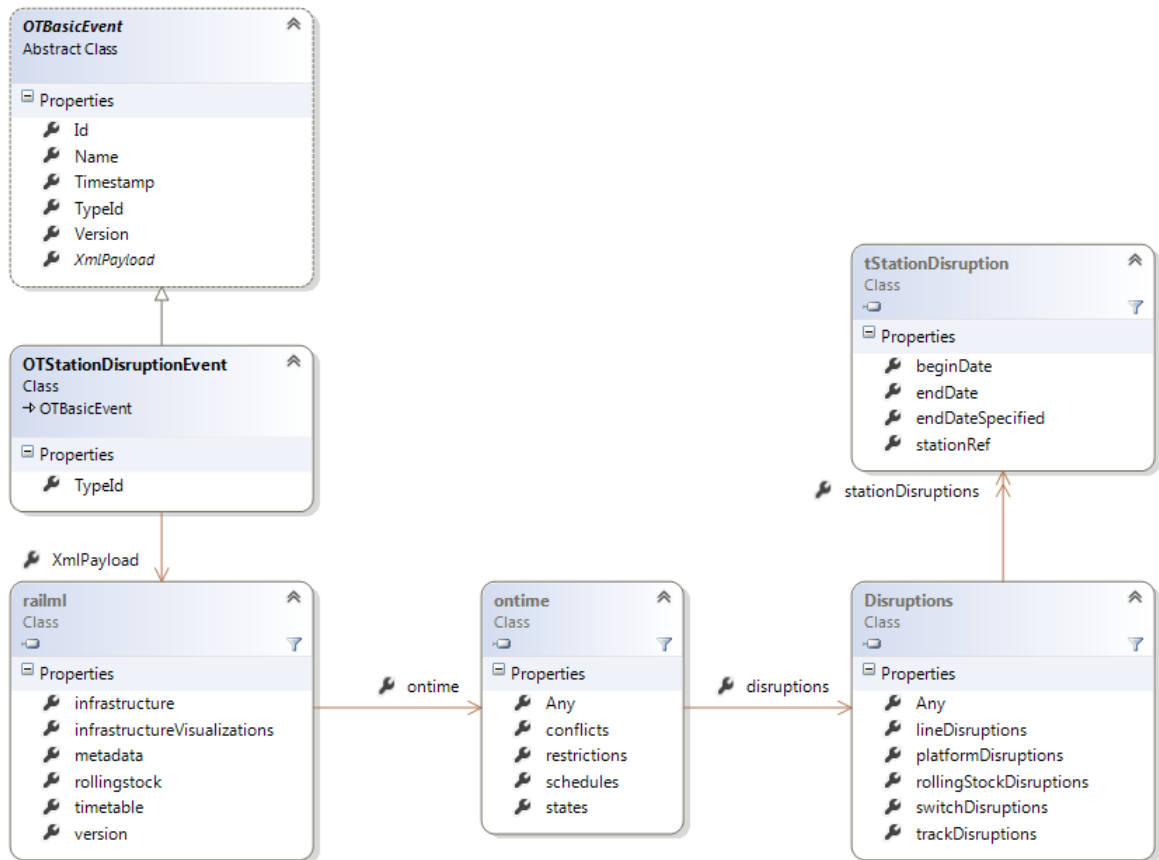 OTBasicEvent
Abstract Class
Properties
Id
Name
Timestamp
TypeId
Version
XmlPayload
OTStationDisruptionEvent
Class
OTBasicEvent
Properties
TypeId
XmlPayload
railml
Class
Properties
infrastructure
infrastructureVisualizations
metadata
rollingstock
timetable
version
ontime
ontime
Class
Properties
Any
conflicts
restrictions
schedules
states
disruptions
Disruptions
Class
Properties
Any
lineDisruptions
platformDisruptions
rollingStockDisruptions
switchDisruptions
trackDisruptions
stationDisruptions
tStationDisruption
Class
Properties
beginDate
endDate
endDateSpecified
stationRef